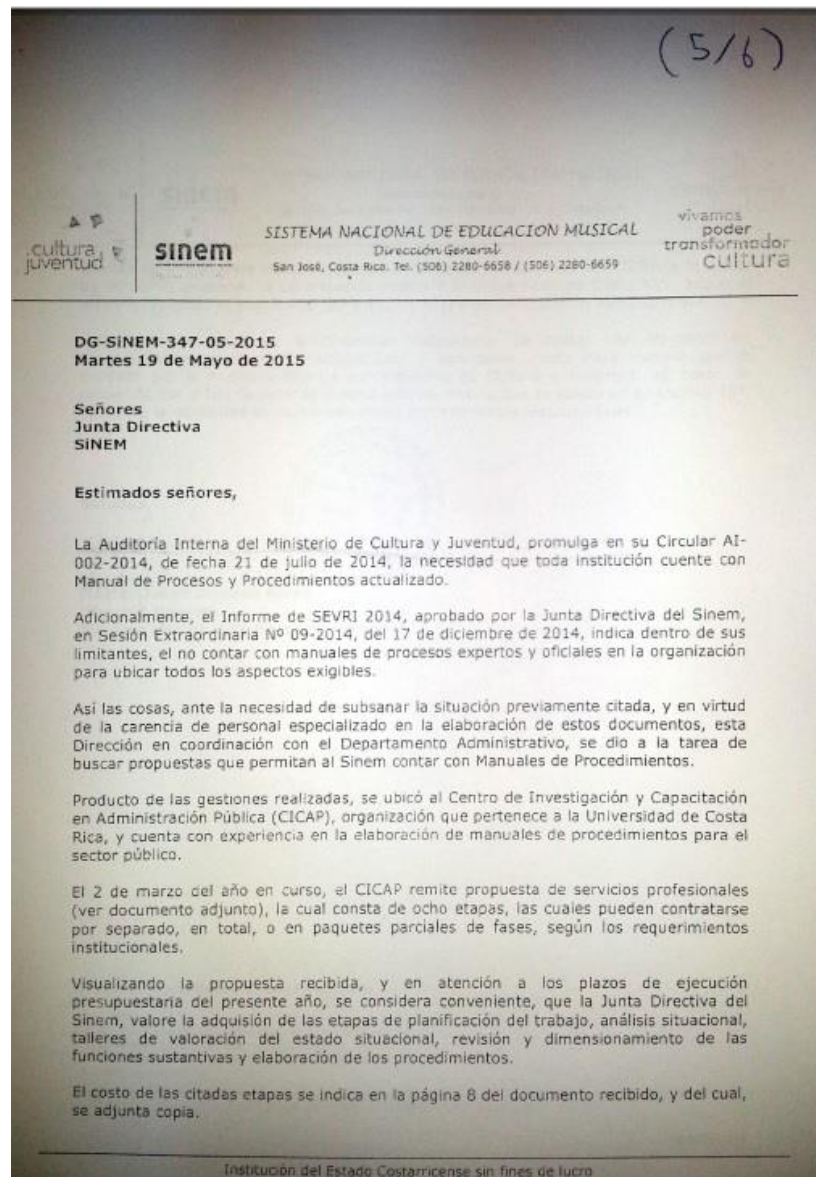 (5/6)
cultura
juventud
sinem
SISTEMA NACIONAL DE EDUCACION MUSICAL
Dirección General
San José, Costa Rica. Tel. (506) 2280-6658 / (506) 2280-6659
vivamos
poder
transformador
cultura
DG-SiNEM-347-05-2015
Martes 19 de Mayo de 2015
Señores
Junta Directiva
SiNEM
Estimados señores,
La Auditoría Interna del Ministerio de Cultura y Juventud, promulga en su Circular AI-
002-2014, de fecha 21 de julio de 2014, la necesidad que toda institución cuente con
Manual de Procesos y Procedimientos actualizado.
Adicionalmente, el Informe de SEVRI 2014, aprobado por la Junta Directiva del Sinem,
en Sesión Extraordinaria Nº 09-2014, del 17 de diciembre de 2014, indica dentro de sus
limitantes, el no contar con manuales de procesos expertos y oficiales en la organización
para ubicar todos los aspectos exigibles.
Así las cosas, ante la necesidad de subsanar la situación previamente citada, y en virtud
de la carencia de personal especializado en la elaboración de estos documentos, esta
Dirección en coordinación con el Departamento Administrativo, se dio a la tarea de
buscar propuestas que permitan al Sinem contar con Manuales de Procedimientos.
Producto de las gestiones realizadas, se ubicó al Centro de Investigación y Capacitación
en Administración Pública (CICAP), organización que pertenece a la Universidad de Costa
Rica, y cuenta con experiencia en la elaboración de manuales de procedimientos para el
sector público.
El 2 de marzo del año en curso, el CICAP remite propuesta de servicios profesionales
(ver documento adjunto), la cual consta de ocho etapas, las cuales pueden contratarse
por separado, en total, o en paquetes parciales de fases, según los requerimientos
institucionales.
Visualizando la propuesta recibida, y en atención a los plazos de ejecución
presupuestaria del presente año, se considera conveniente, que la Junta Directiva del
Sinem, valore la adquisión de las etapas de planificación del trabajo, análisis situacional,
talleres de valoración del estado situacional, revisión y dimensionamiento de las
funciones sustantivas y elaboración de los procedimientos.
El costo de las citadas etapas se indica en la página 8 del documento recibido, y del cual,
se adjunta copia.
Institución del Estado Costarricense sin fines de lucro